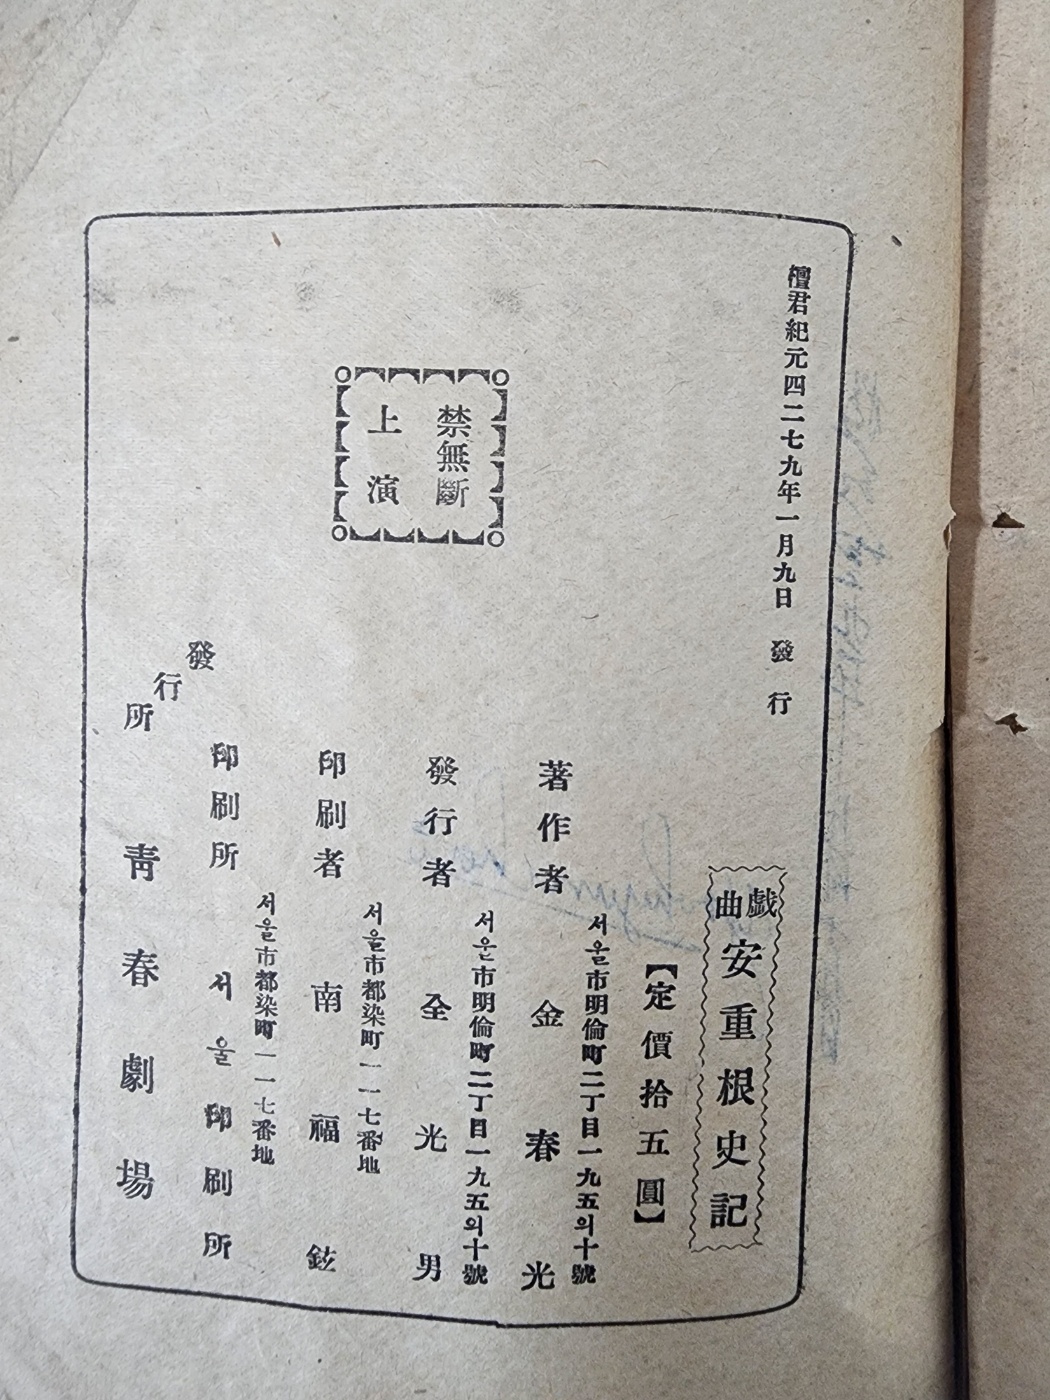 檀君紀元四二七九年一月九日 發行
戱曲 安重根史記
【定價拾五圓】
서울市明倫町二丁目一九五의十號
著作者 金春光
서울市明倫町二丁目一九五의十號
發行者 全光男
서울市都染町一一七番地
印刷者 南福鉉
서울市都染町一一七番地
印刷所 서울印刷所
發行所 靑春劇場
禁無斷
上演